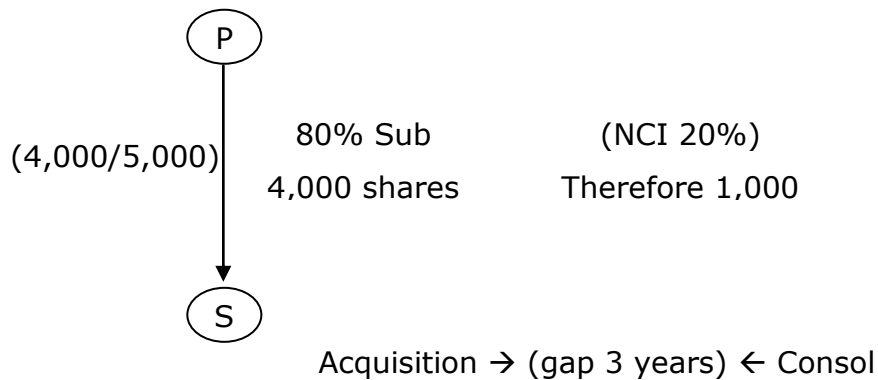 P
80% Sub (NCI 20%)
(4,000/5,000)
4,000 shares Therefore 1,000
S
Acquisition → (gap 3 years) ← Consol